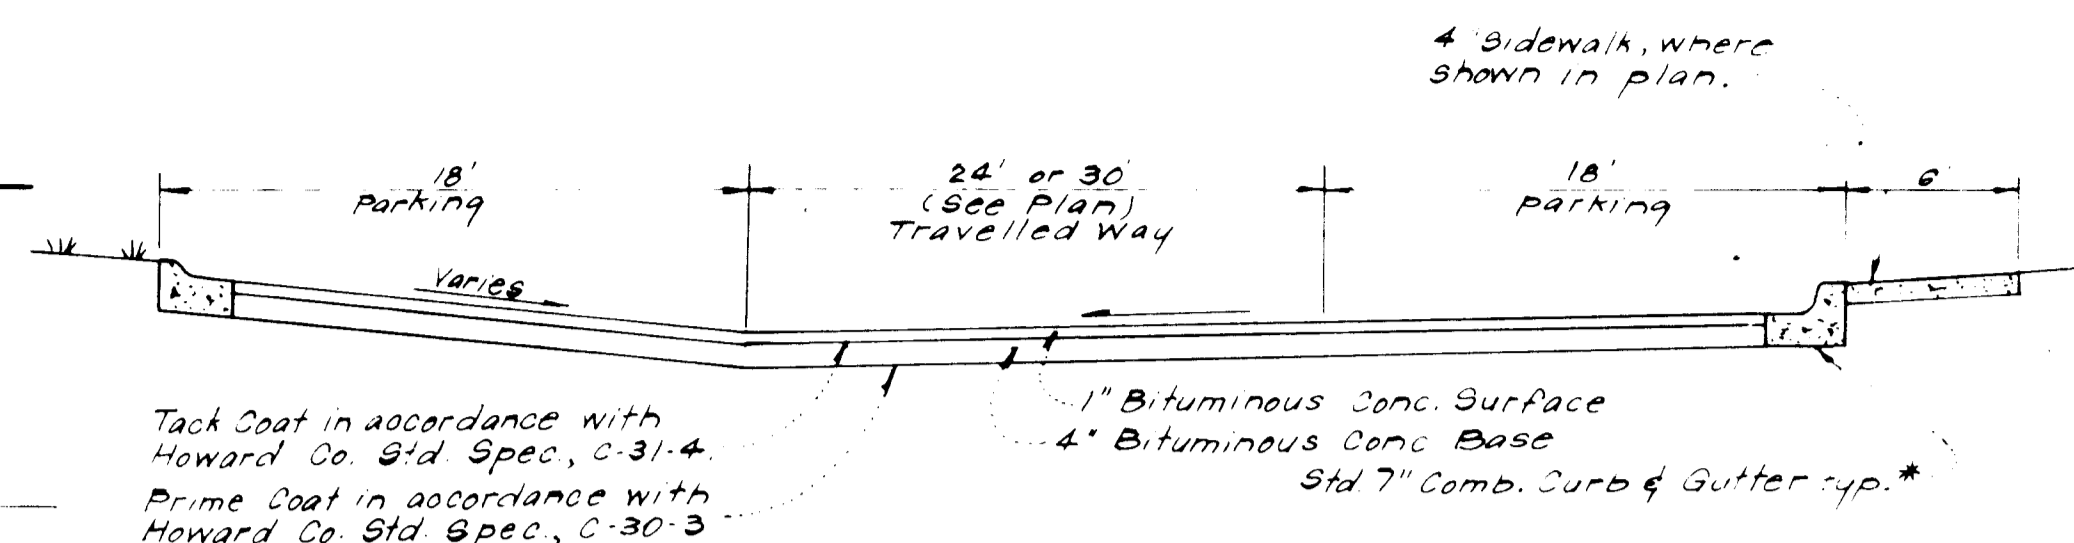 4' Sidewalk, where
shown in plan.
18'
Parking
24' or 30'
(See Plan)
Travelled Way
18'
Parking
6'
Varies
Tack Coat in accordance with
Howard Co. Std. Spec., C-31-4.
Prime Coat in accordance with
Howard Co. Std. Spec., C-30-3
1" Bituminous Conc. Surface
4" Bituminous Conc Base
Std. 7" Comb. Curb & Gutter typ.*